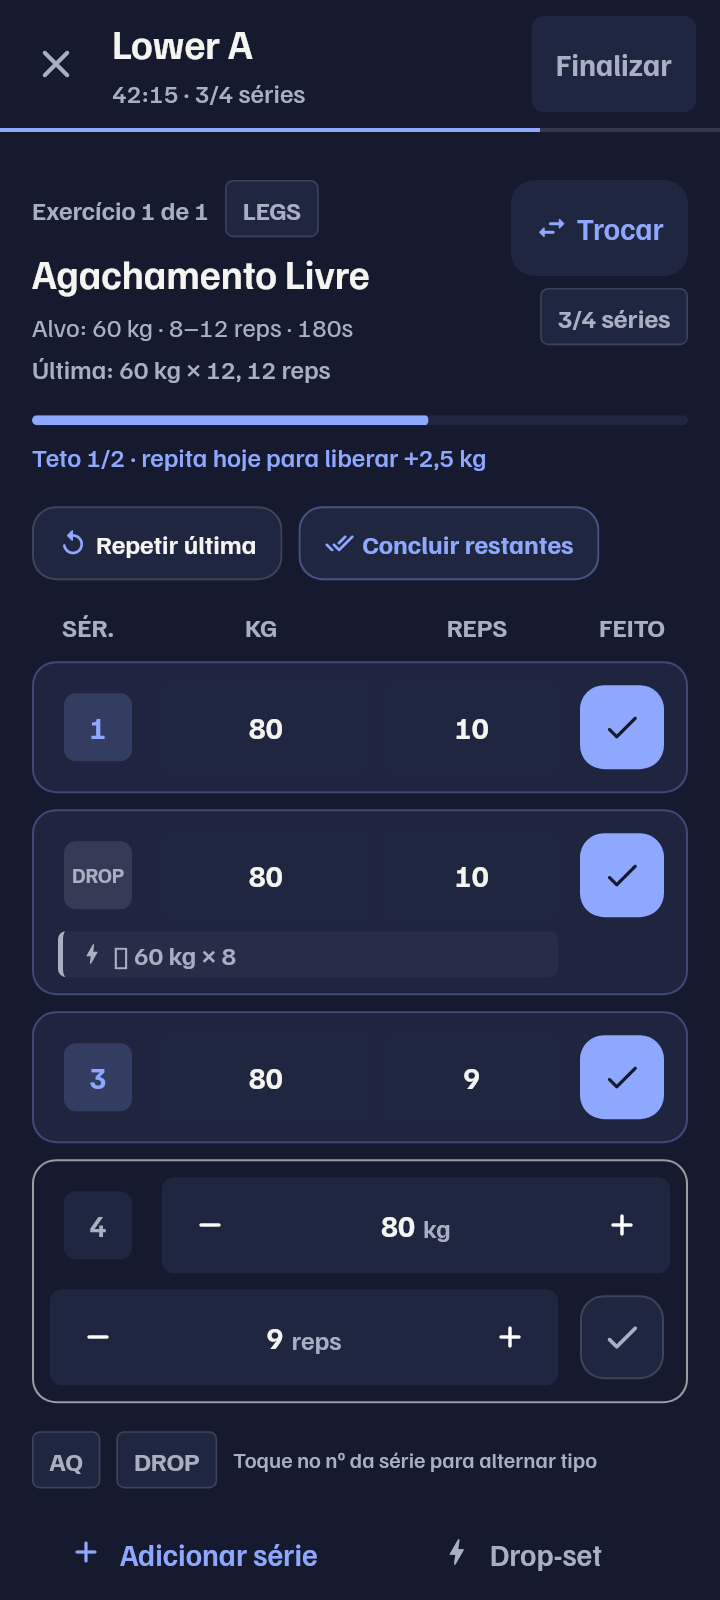 Lower A
42:15 · 3/4 séries
Finalizar
Exercício 1 de 1
LEGS
Trocar
Agachamento Livre
3/4 séries
Alvo: 60 kg · 8–12 reps · 180s
Última: 60 kg × 12, 12 reps
Teto 1/2 · repita hoje para liberar +2,5 kg
Repetir última
Concluir restantes
SÉR. KG REPS FEITO
1 80 10
DROP 80 10
60 kg × 8
3 80 9
4 − 80 kg +
− 9 reps +
AQ DROP Toque no nº da série para alternar tipo
+ Adicionar série
Drop-set